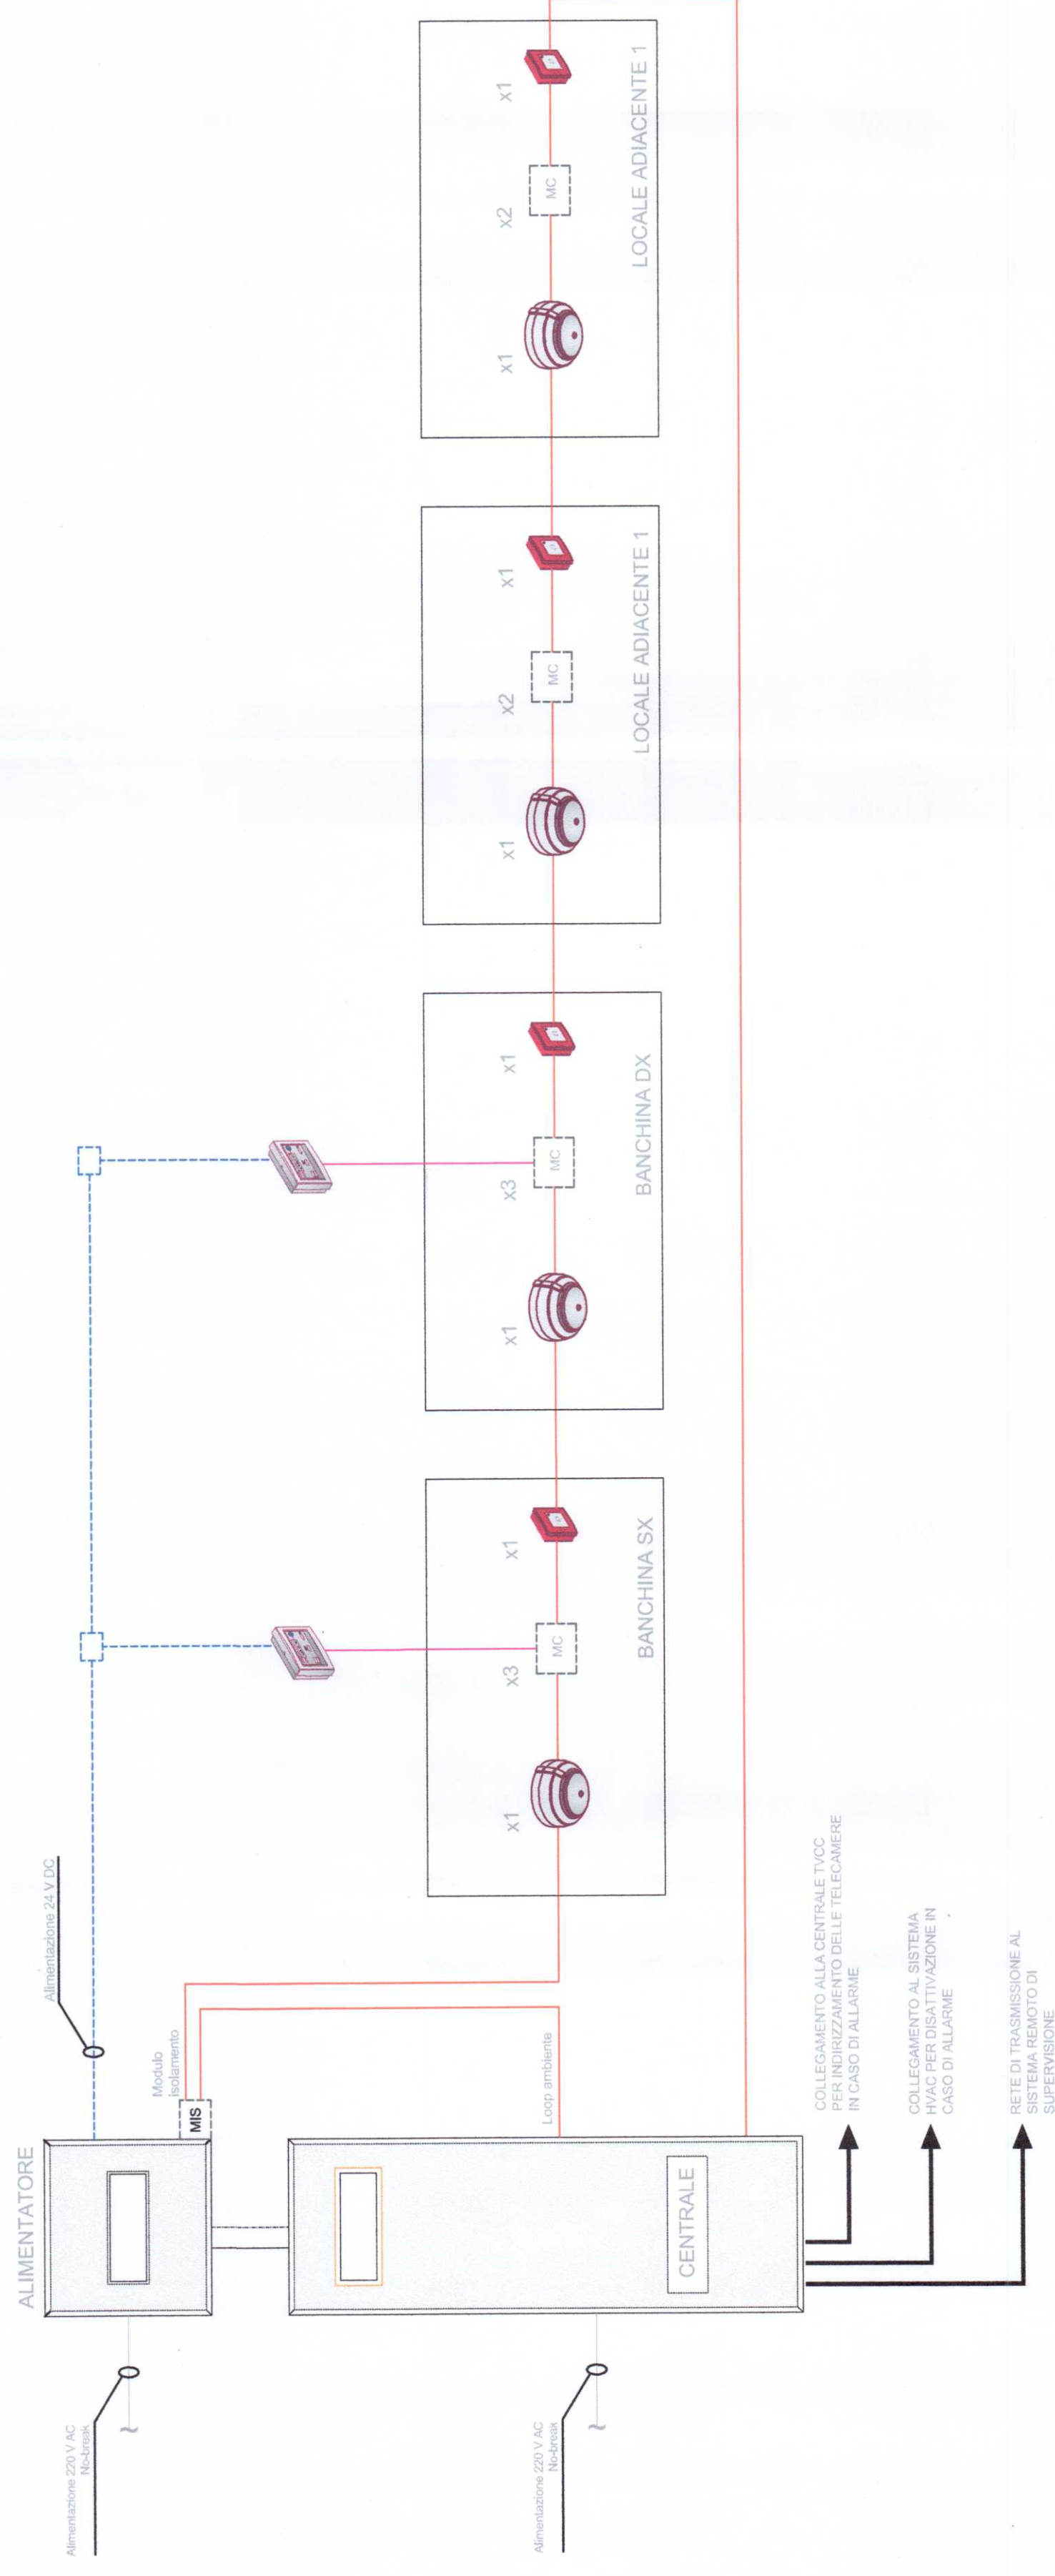 ALIMENTATORE
Alimentazione 220 V AC
No-break
Alimentazione 24 V DC
Modulo
isolamento
MIS
Alimentazione 220 V AC
No-break
CENTRALE
Loop ambiente
COLLEGAMENTO ALLA CENTRALE TVCC
PER INDIRIZZAMENTO DELLE TELECAMERE
IN CASO DI ALLARME
COLLEGAMENTO AL SISTEMA
HVAC PER DISATTIVAZIONE IN
CASO DI ALLARME
RETE DI TRASMISSIONE AL
SISTEMA REMOTO DI
SUPERVISIONE
x1
x3
x1
MC
BANCHINA SX
x1
x3
x1
MC
BANCHINA DX
x1
x2
x1
MC
LOCALE ADIACENTE 1
x1
x2
x1
MC
LOCALE ADIACENTE 1